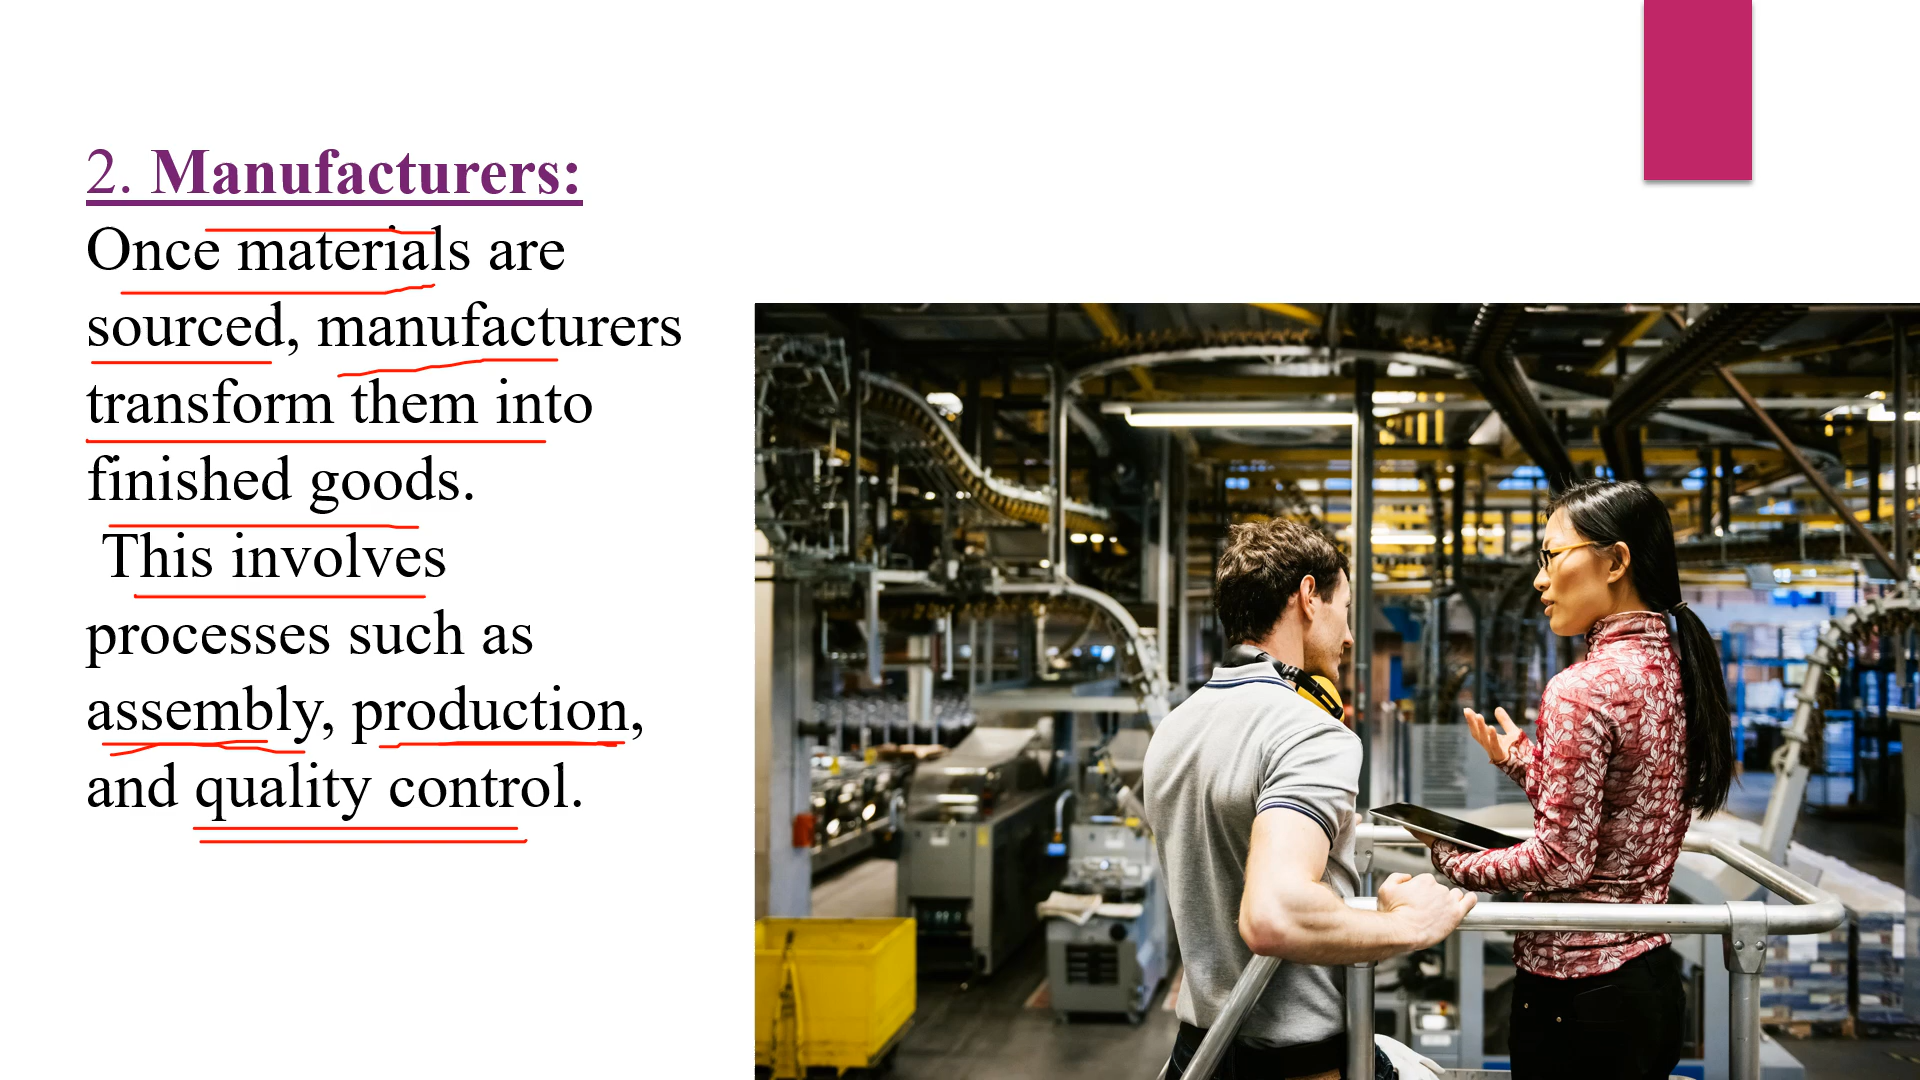 2. Manufacturers:
Once materials are
sourced, manufacturers
transform them into
finished goods.
This involves
processes such as
assembly, production,
and quality control.